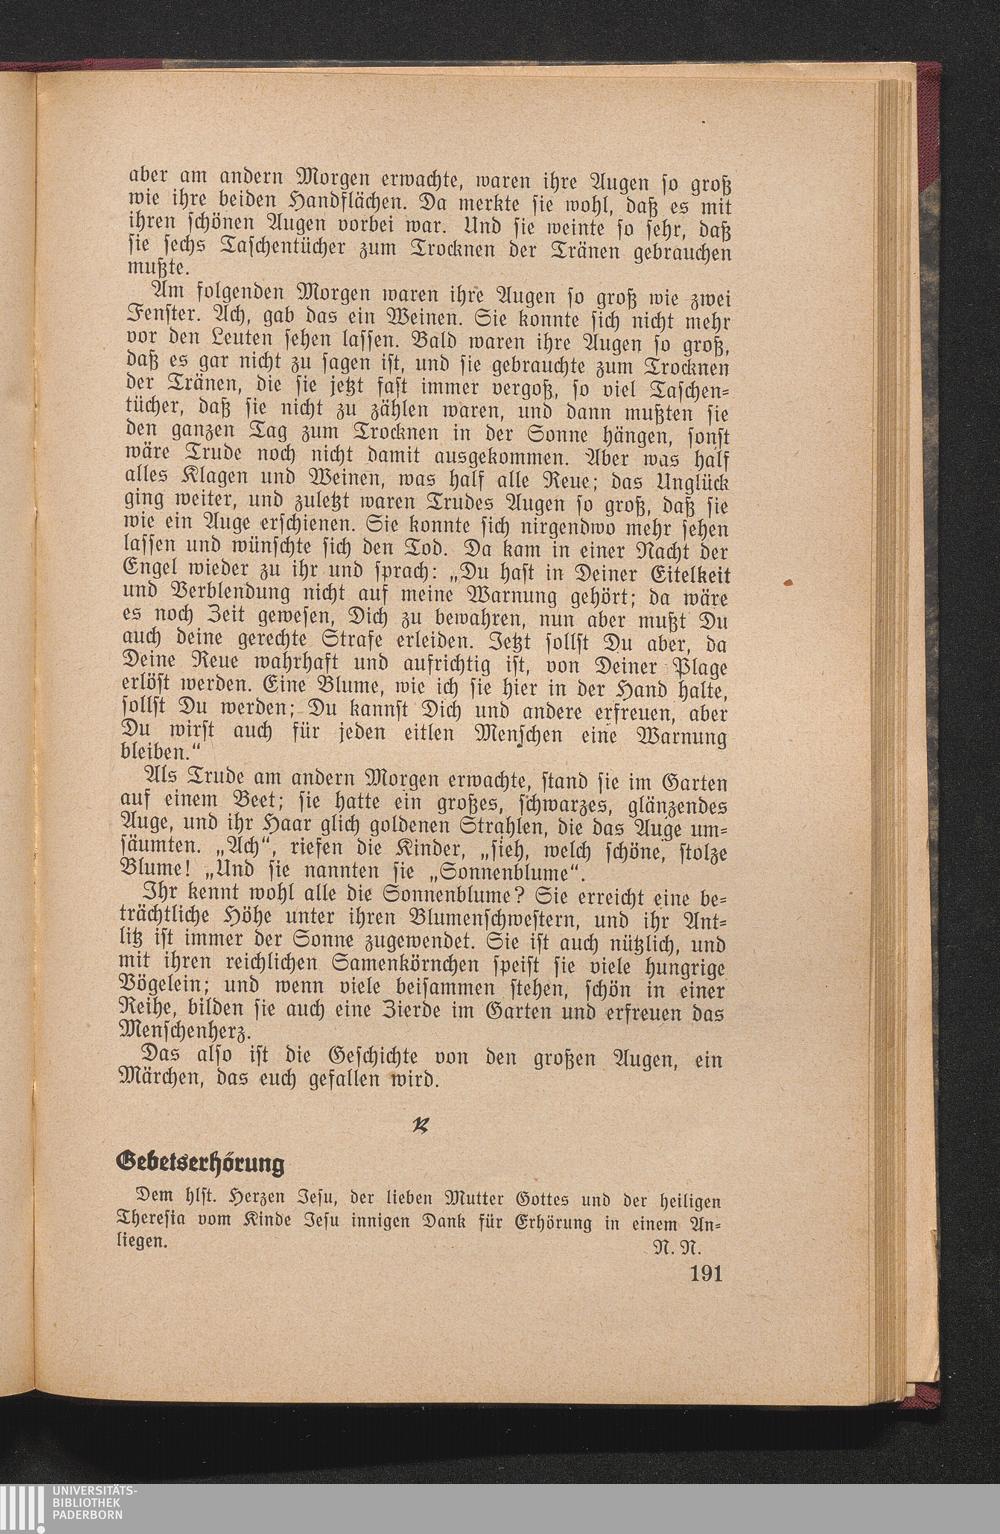 aber am andern Morgen erwachte, waren ihre Augen so groß
wie ihre beiden Handflächen. Da merkte sie wohl, daß es mit
ihren schönen Augen vorbei war. Und sie weinte so sehr, daß
sie sechs Taschentücher zum Trocknen der Tränen gebrauchen
mußte.
Am folgenden Morgen waren ihre Augen so groß wie zwei
Fenster. Ach, gab das ein Weinen. Sie konnte sich nicht mehr
vor den Leuten sehen lassen. Bald waren ihre Augen so groß,
daß es gar nicht zu sagen ist, und sie gebrauchte zum Trocknen
der Tränen, die sie jetzt fast immer vergoß, so viel Taschen-
tücher, daß sie nicht zu zählen waren, und dann mußten sie
den ganzen Tag zum Trocknen in der Sonne hängen, sonst
wäre Trude noch nicht damit ausgekommen. Aber was half
alles Klagen und Weinen, was half alle Reue; das Unglück
ging weiter, und zuletzt waren Trudes Augen so groß, daß sie
wie ein Auge erschienen. Sie konnte sich nirgendwo mehr sehen
lassen und wünschte sich den Tod. Da kam in einer Nacht der
Engel wieder zu ihr und sprach: „Du hast in Deiner Eitelkeit
und Verblendung nicht auf meine Warnung gehört; da wäre
es noch Zeit gewesen, Dich zu bewahren, nun aber mußt Du
auch deine gerechte Strafe erleiden. Jetzt sollst Du aber, da
Deine Reue wahrhaft und aufrichtig ist, von Deiner Plage
erlöst werden. Eine Blume, wie ich sie hier in der Hand halte,
sollst Du werden; Du kannst Dich und andere erfreuen, aber
Du wirst auch für jeden eitlen Menschen eine Warnung
bleiben.“
Als Trude am andern Morgen erwachte, stand sie im Garten
auf einem Beet; sie hatte ein großes, schwarzes, glänzendes
Auge, und ihr Haar glich goldenen Strahlen, die das Auge um-
säumten. „Ach“, riefen die Kinder, „sieh, welch schöne, stolze
Blume! „Und sie nannten sie „Sonnenblume“.
Ihr kennt wohl alle die Sonnenblume? Sie erreicht eine be-
trächtliche Höhe unter ihren Blumenschwestern, und ihr Ant-
litz ist immer der Sonne zugewendet. Sie ist auch nützlich, und
mit ihren reichlichen Samenkörnchen speist sie viele hungrige
Vögelein; und wenn viele beisammen stehen, schön in einer
Reihe, bilden sie auch eine Zierde im Garten und erfreuen das
Menschenherz.
Das also ist die Geschichte von den großen Augen, ein
Märchen, das euch gefallen wird.
Gebetserhörung
Dem hlst. Herzen Jesu, der lieben Mutter Gottes und der heiligen
Theresia vom Kinde Jesu innigen Dank für Erhörung in einem An-
liegen. N. N.
191
UNIVERSITÄTS-
BIBLIOTHEK
PADERBORN